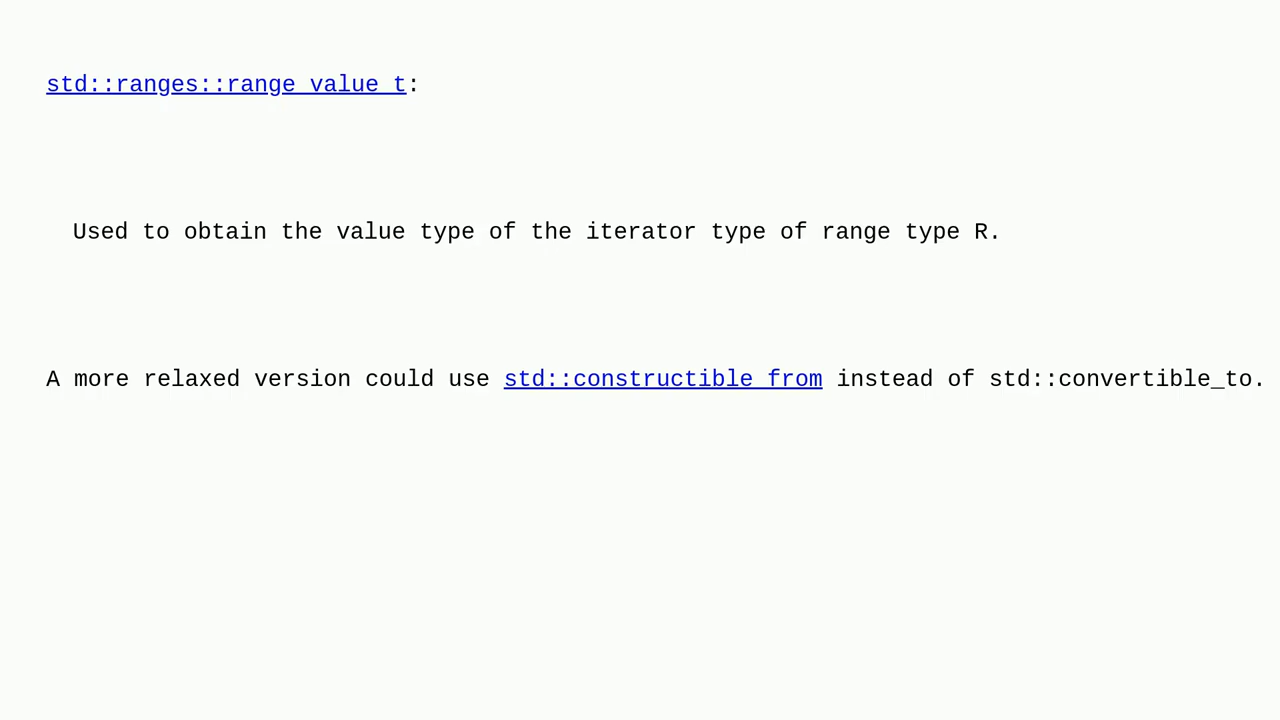 std::ranges::range_value_t:
Used to obtain the value type of the iterator type of range type R.
A more relaxed version could use std::constructible_from instead of std::convertible_to.